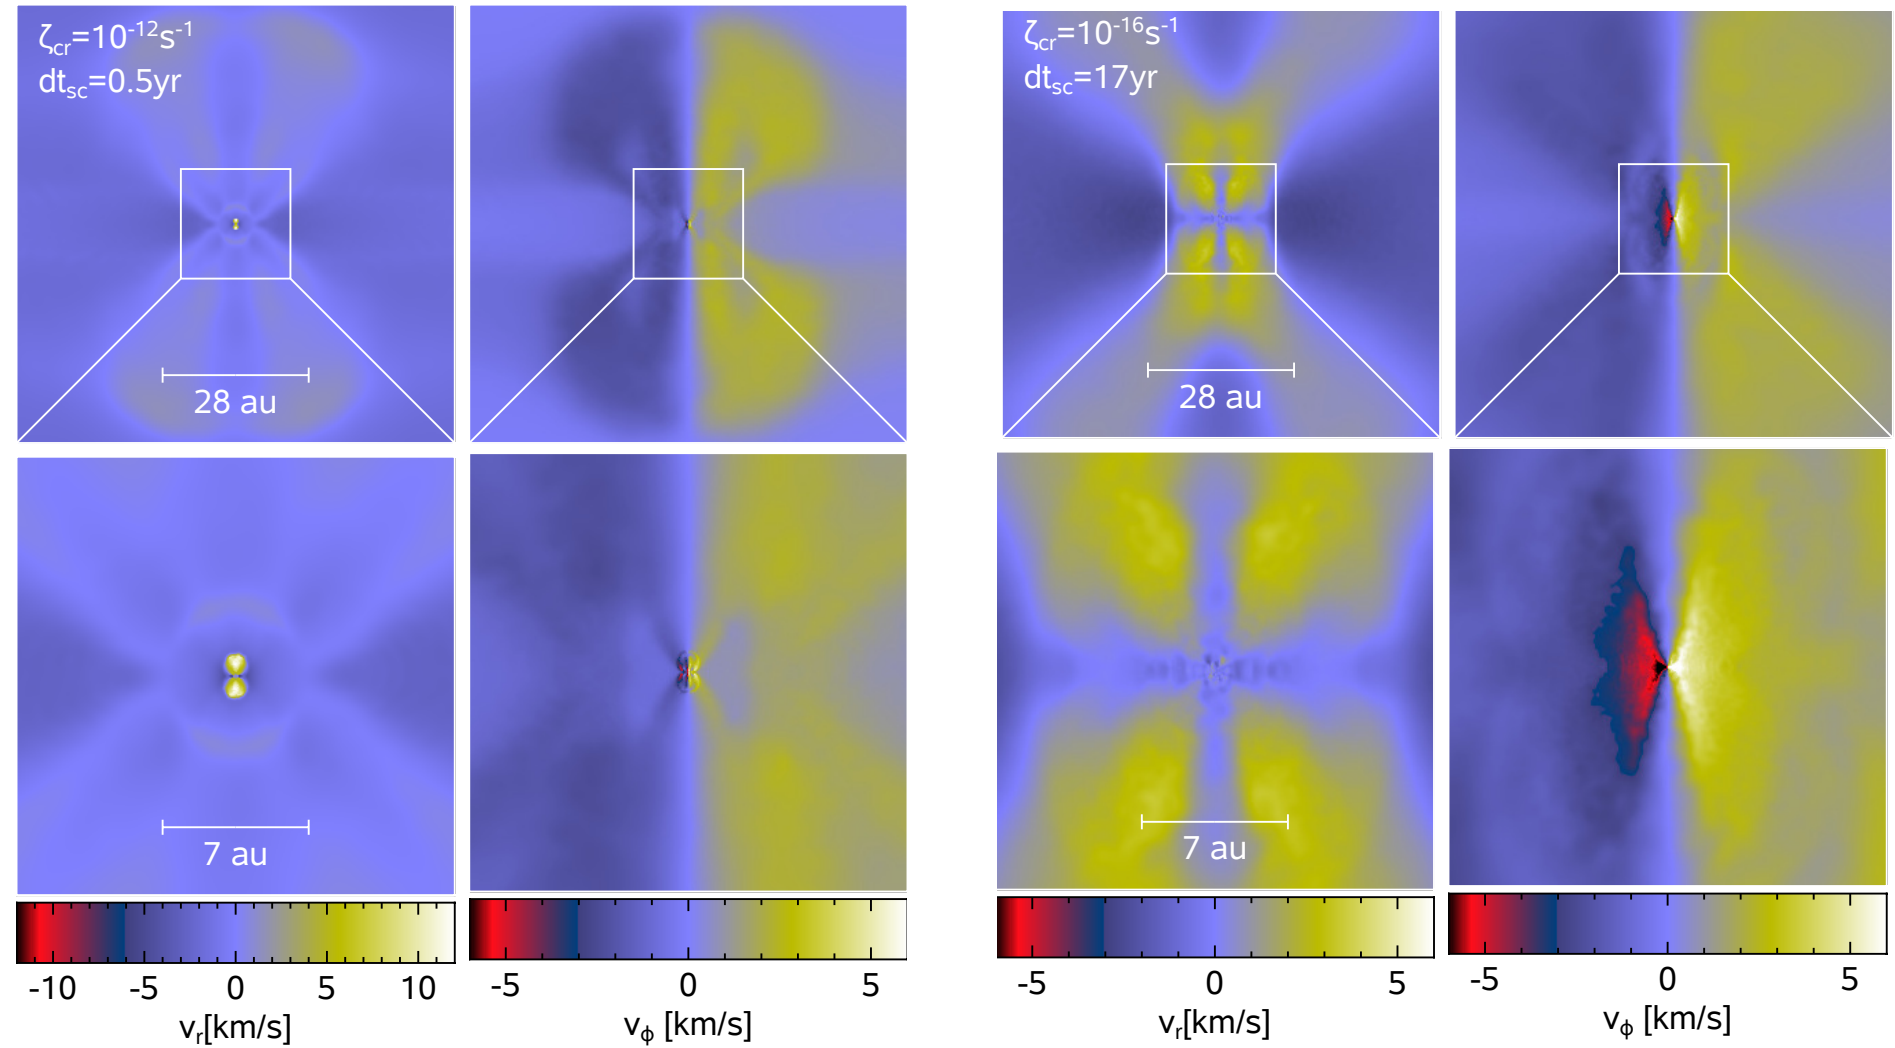 ζcr=10-12s-1
dtsc=0.5yr
28 au
7 au
-10 -5 0 5 10
vr[km/s]
-5 0 5
vϕ [km/s]
ζcr=10-16s-1
dtsc=17yr
28 au
7 au
-5 0 5
vr[km/s]
-5 0 5
vϕ [km/s]